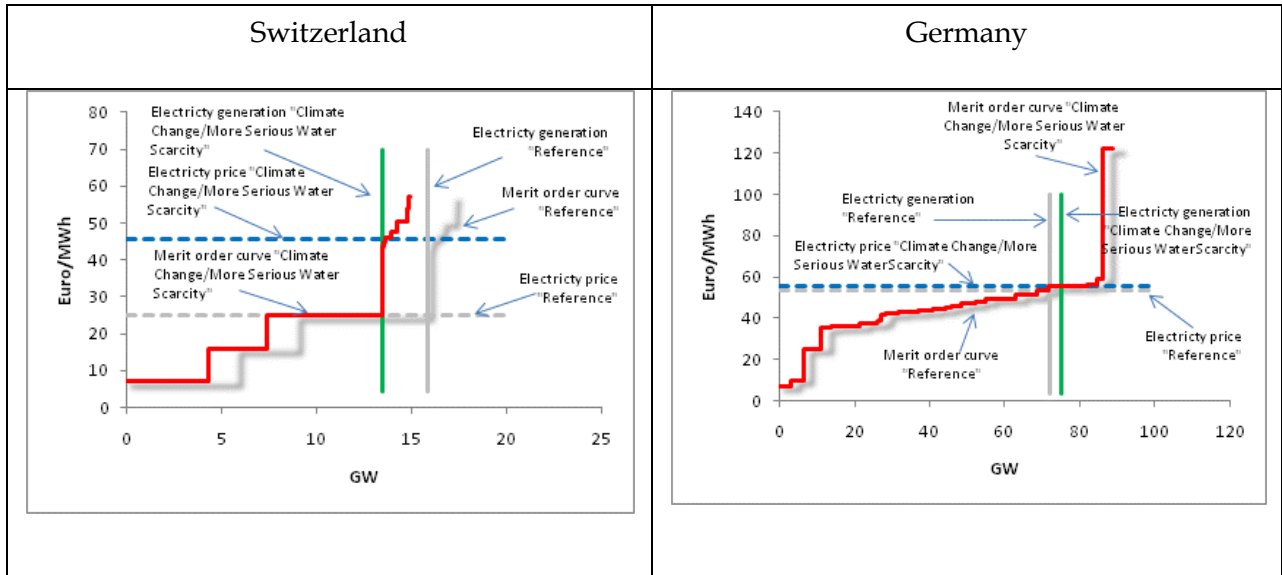 Switzerland
Germany
Electricty generation "Climate
Change/More Serious Water
Scarcity"
Electricty generation
"Reference"
Electricty price "Climate
Change/More Serious Water
Scarcity"
Merit order curve
"Reference"
Merit order curve "Climate
Change/More Serious Water
Scarcity"
Electricty price
"Reference"
Euro/MWh
80
70
60
50
40
30
20
10
0
0 5 10 15 20 25
GW
Merit order curve "Climate
Change/More Serious Water
Scarcity"
Electricty generation
"Reference"
Electricty generation
"Climate Change/More
Serious WaterScarcity"
Electricty price "Climate Change/More
Serious WaterScarcity"
Merit order curve
"Reference"
Electricty price
"Reference"
Euro/MWh
140
120
100
80
60
40
20
0
0 20 40 60 80 100 120
GW